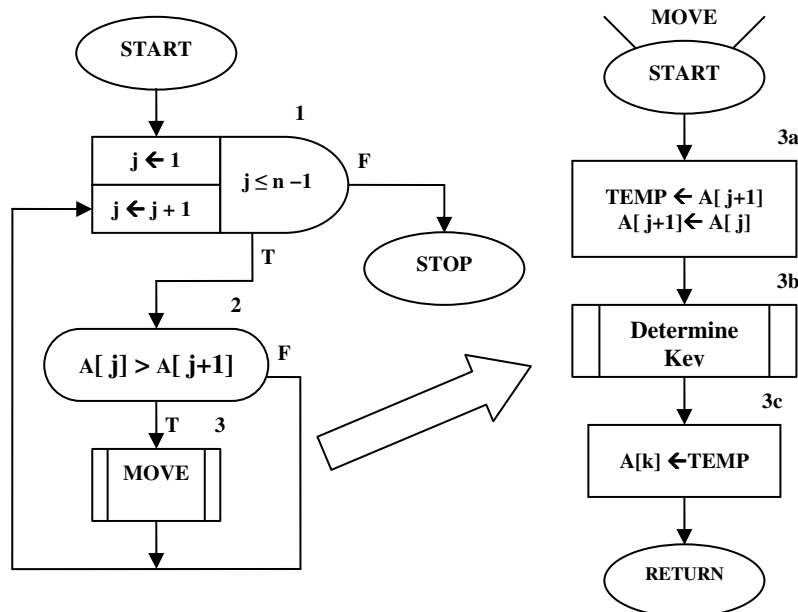 START
1
j ← 1
j ← j + 1
j ≤ n –1
F
T
STOP
2
A[ j] > A[ j+1]
F
T
3
MOVE
MOVE
START
3a
TEMP ← A[ j+1]
A[ j+1]← A[ j]
3b
Determine
Kev
3c
A[k] ←TEMP
RETURN